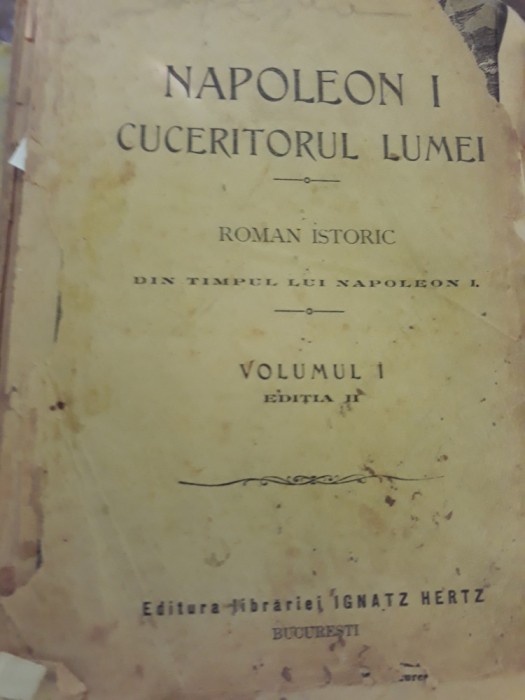 NAPOLEON I
CUCERITORUL LUMEI
ROMAN ISTORIC
DIN TIMPUL LUI NAPOLEON I.
VOLUMUL I
EDIȚIA II
Editura librăriei IGNATZ HERTZ
BUCUREȘTI